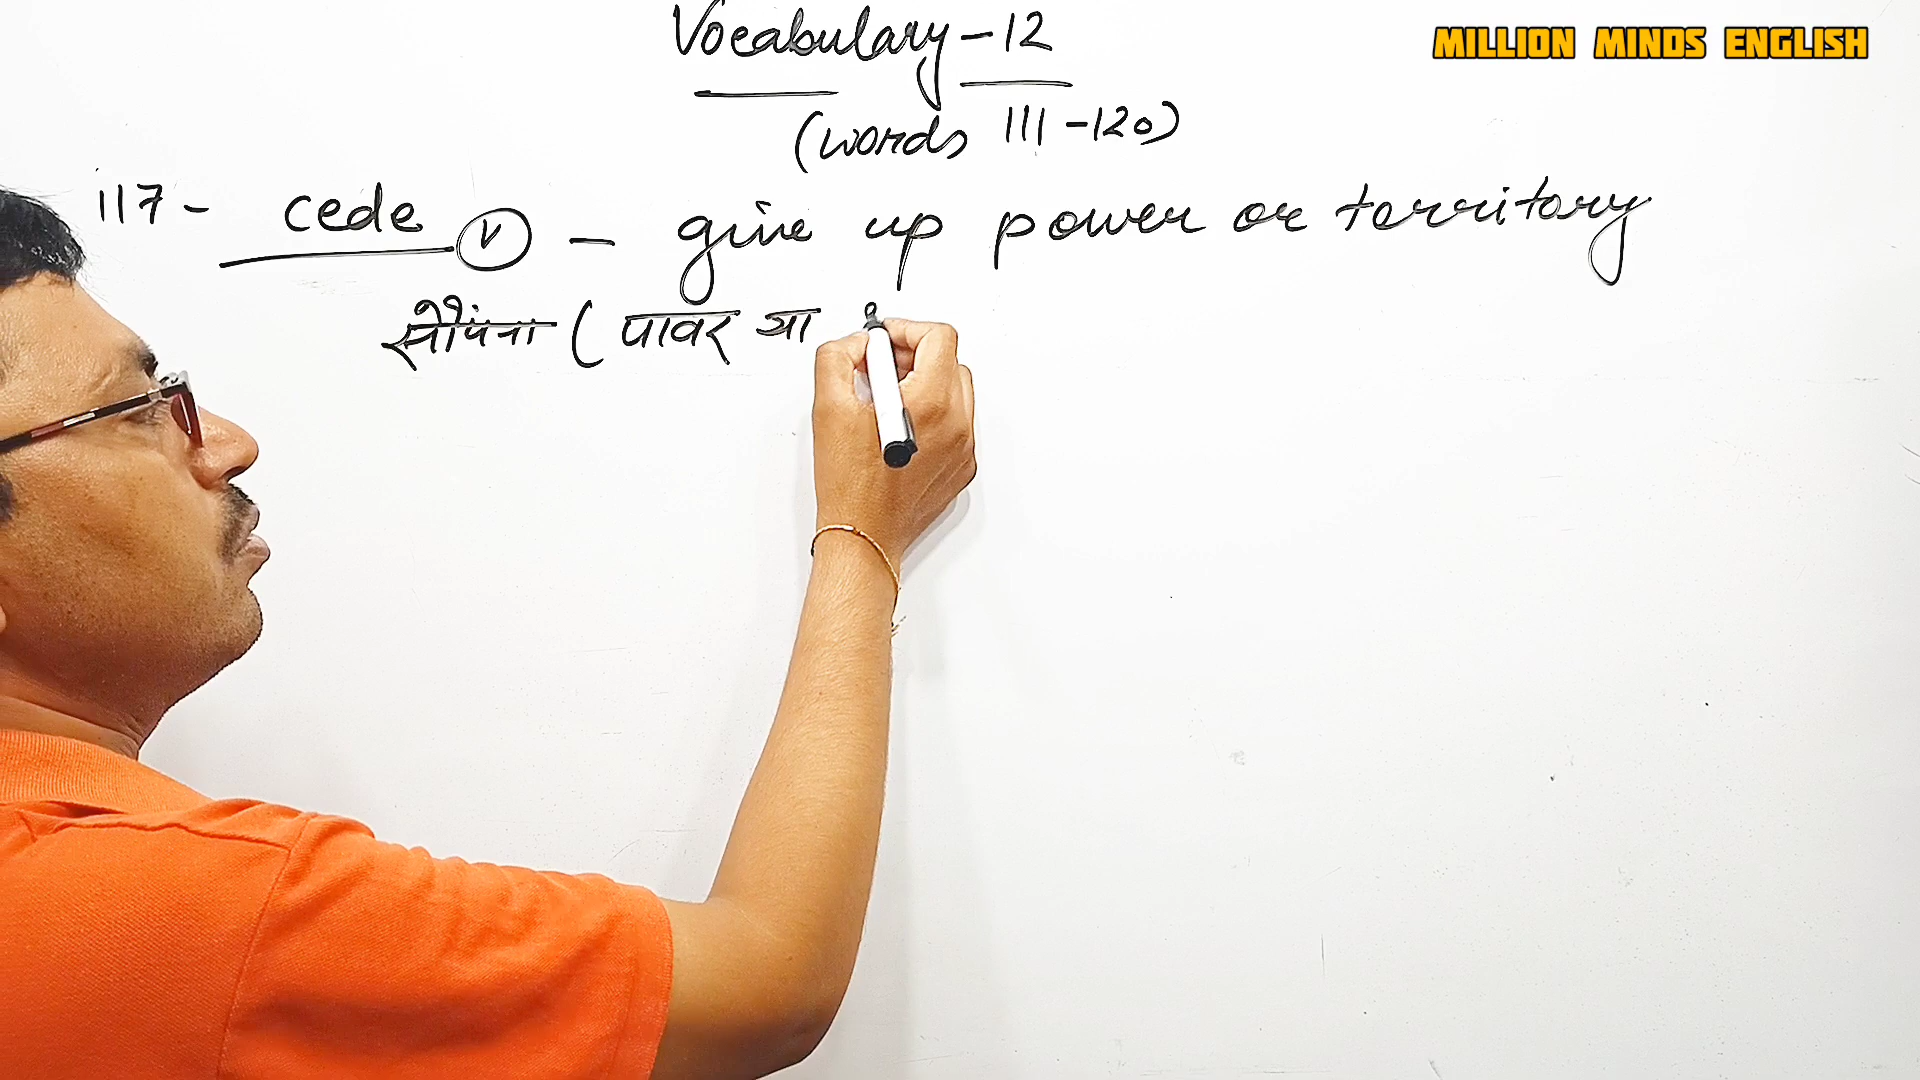 Vocabulary - 12
MILLION MINDS ENGLISH
(words 111 - 120)
117 - cede (V) - give up power or territory
सौंपना ( पावर या